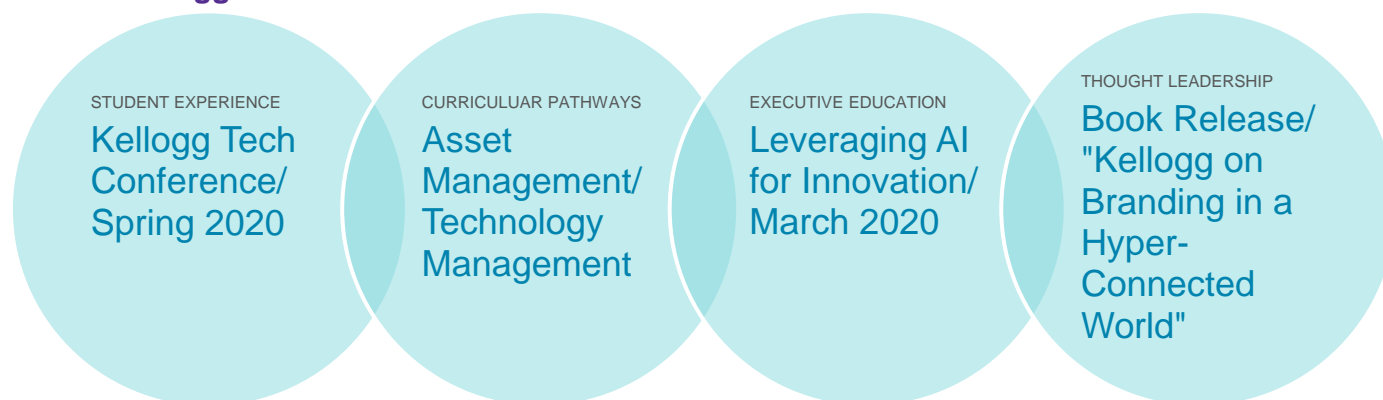 STUDENT EXPERIENCE
Kellogg Tech
Conference/
Spring 2020
CURRICULUAR PATHWAYS
Asset
Management/
Technology
Management
EXECUTIVE EDUCATION
Leveraging AI
for Innovation/
March 2020
THOUGHT LEADERSHIP
Book Release/
"Kellogg on
Branding in a
Hyper-
Connected
World"